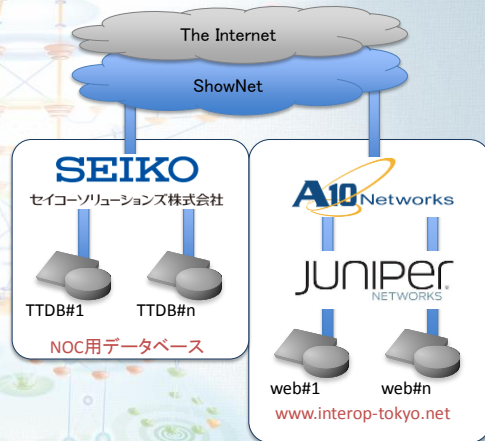 The Internet
ShowNet
SEIKO
セイコーソリューションズ株式会社
TTDB#1
TTDB#n
NOC用データベース
A10 Networks
JUNIPER
NETWORKS
web#1
web#n
www.interop-tokyo.net